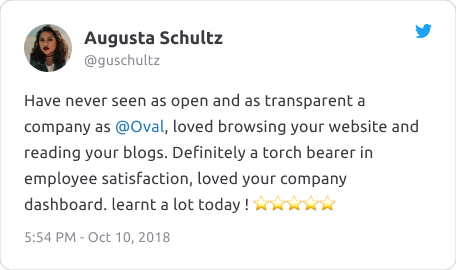 Augusta Schultz
@guschultz
Have never seen as open and as transparent a
company as @Oval, loved browsing your website and
reading your blogs. Definitely a torch bearer in
employee satisfaction, loved your company
dashboard. learnt a lot today ! ⭐⭐⭐⭐⭐
5:54 PM - Oct 10, 2018